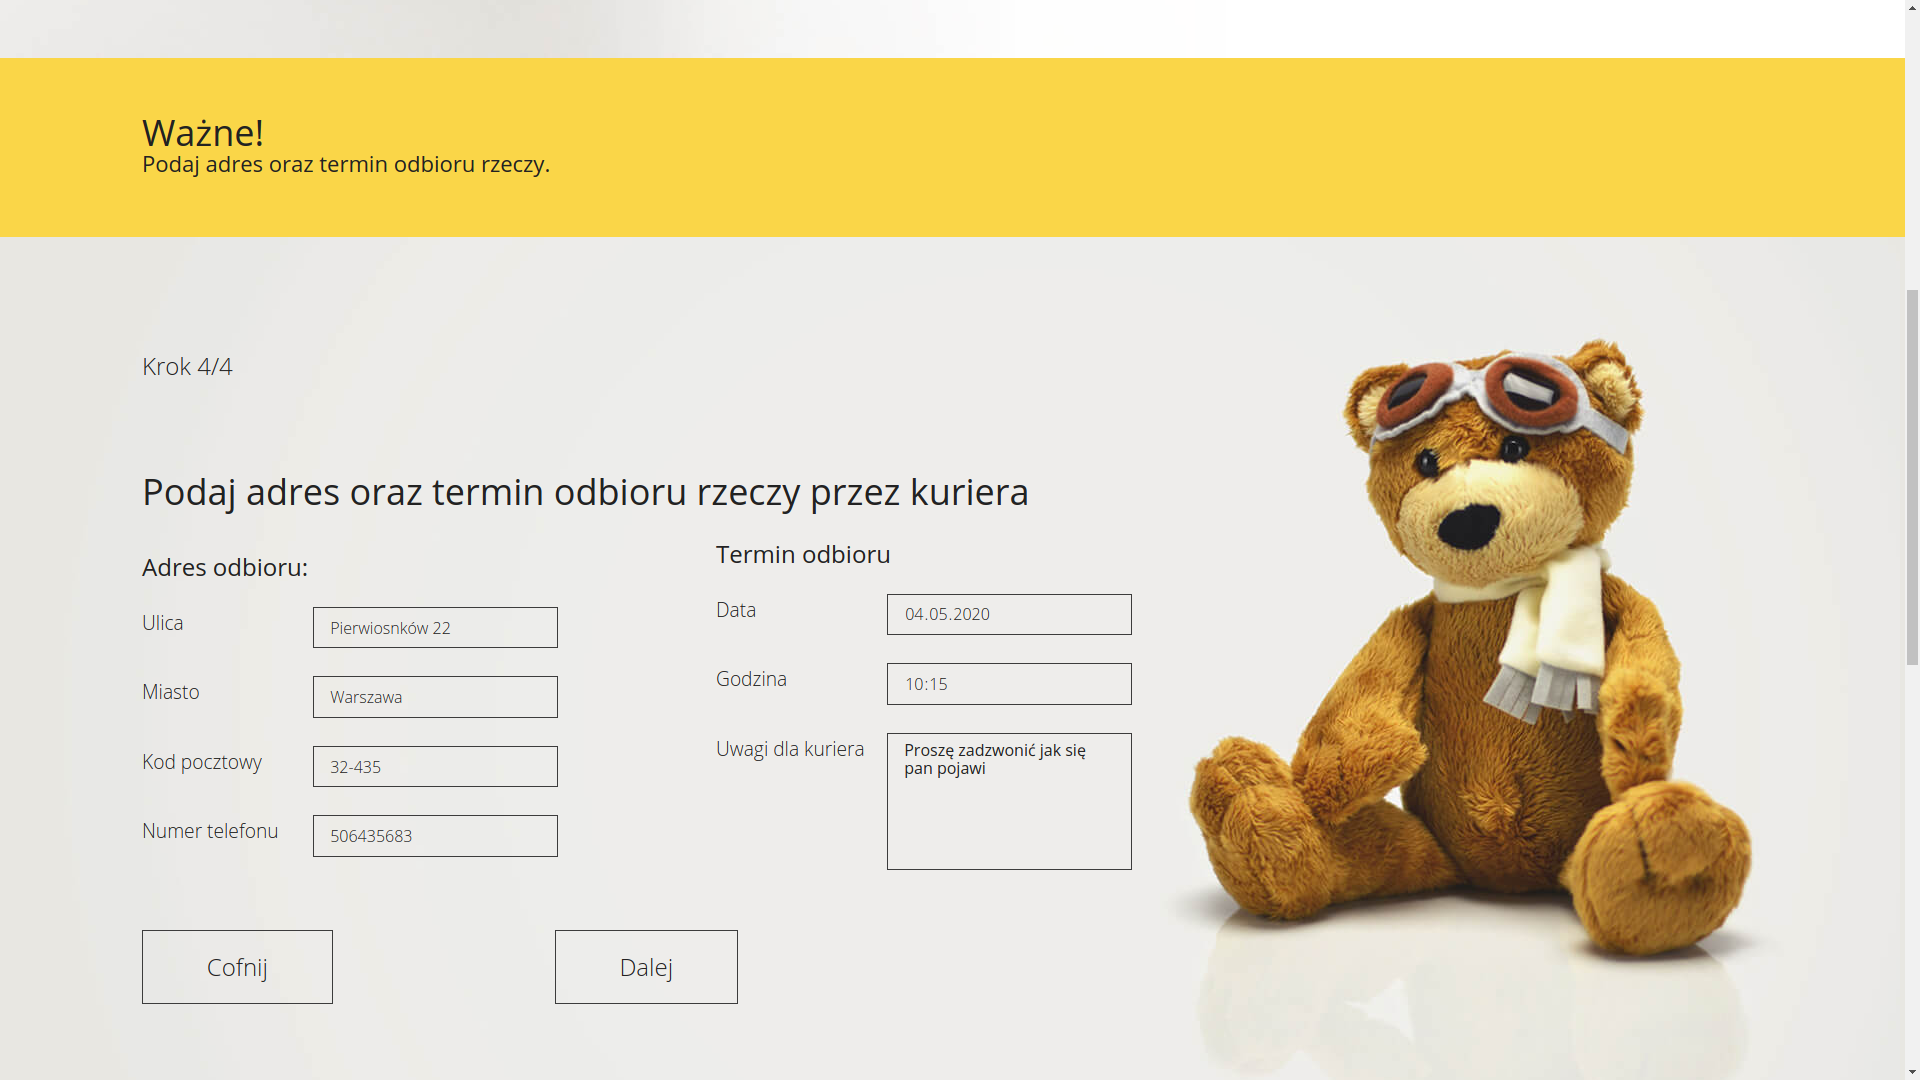 Ważne!
Podaj adres oraz termin odbioru rzeczy.
Krok 4/4
Podaj adres oraz termin odbioru rzeczy przez kuriera
Adres odbioru:
Ulica
Pierwiosnków 22
Miasto
Warszawa
Kod pocztowy
32-435
Numer telefonu
506435683
Termin odbioru
Data
04.05.2020
Godzina
10:15
Uwagi dla kuriera
Proszę zadzwonić jak się
pan pojawi
Cofnij
Dalej